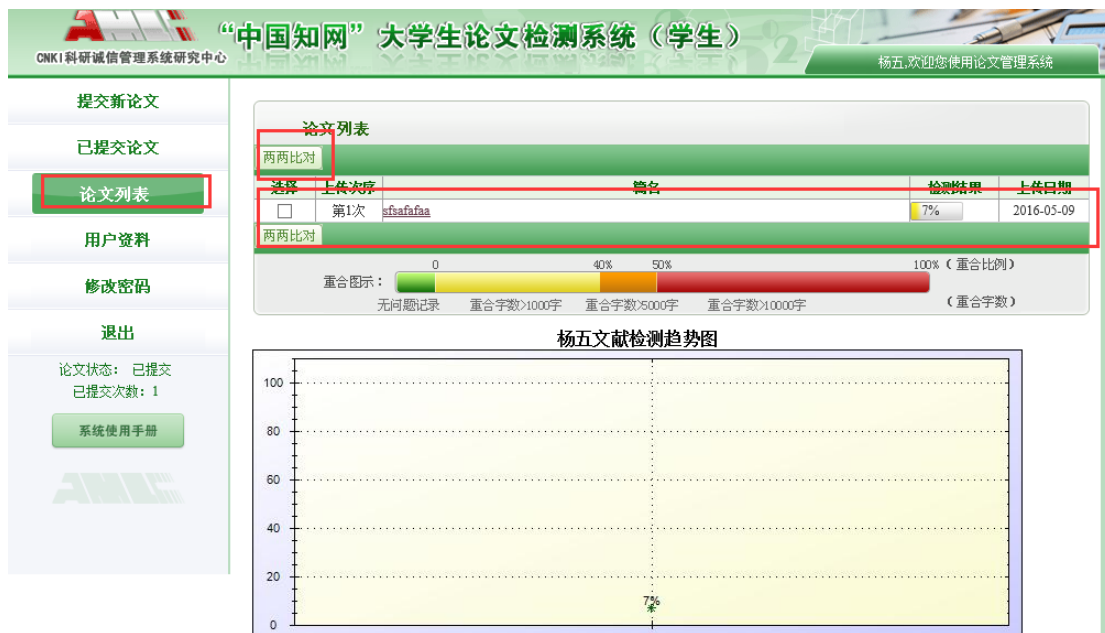 “中国知网”大学生论文检测系统（学生）
CNKI科研诚信管理系统研究中心
杨五,欢迎您使用论文管理系统
提交新论文
已提交论文
论文列表
用户资料
修改密码
退出
论文状态： 已提交
已提交次数：1
系统使用手册
论文列表
两两比对
选择 上传次序 篇名 检测结果 上传日期
第1次 sfsafafaa 7% 2016-05-09
两两比对
0 40% 50% 100%（重合比例）
重合图示：
无问题记录 重合字数>1000字 重合字数>5000字 重合字数>10000字 （重合字数）
杨五文献检测趋势图
100
80
60
40
20
7%
0